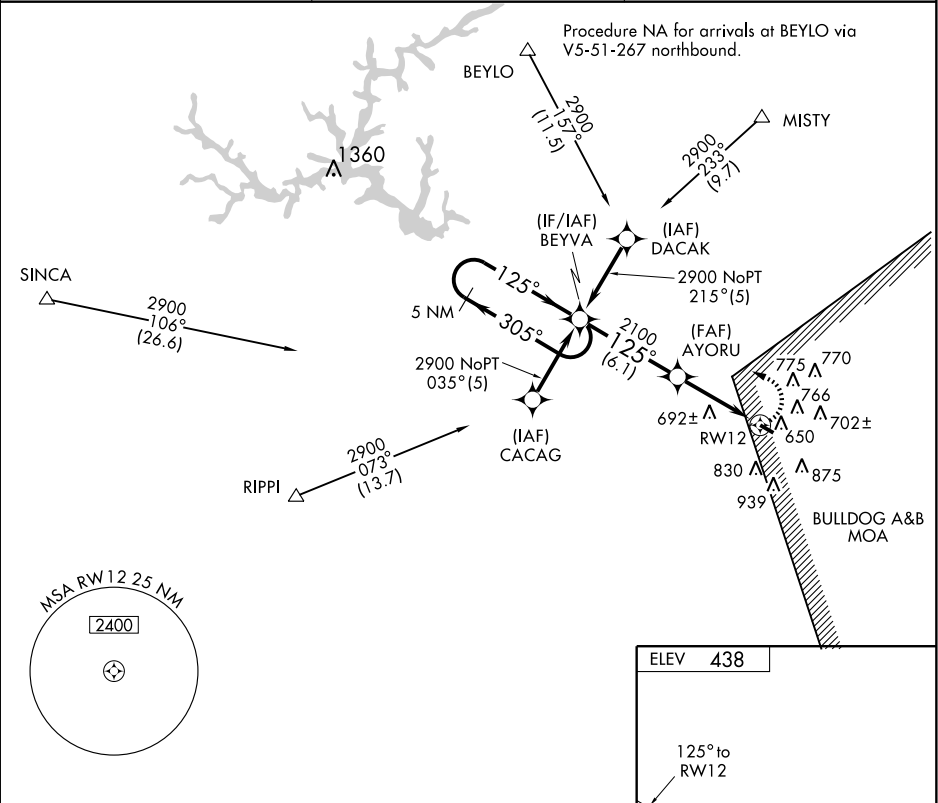 Procedure NA for arrivals at BEYLO via
V5-51-267 northbound.
BEYLO
2900
157°
(11.5)
MISTY
2900
233°
(9.7)
1360
(IF/IAF)
BEYVA
(IAF)
DACAK
SINCA
2900
106°
(26.6)
125°
5 NM
305°
2900 NoPT
215° (5)
2100
125°
(6.1)
(FAF)
AYORU
2900 NoPT
035° (5)
(IAF)
CACAG
775
770
766
702±
692±
RW12
650
830
875
939
RIPPI
2900
073°
(13.7)
BULLDOG A&B
MOA
MSA RW12 25 NM
2400
ELEV 438
125° to
RW12